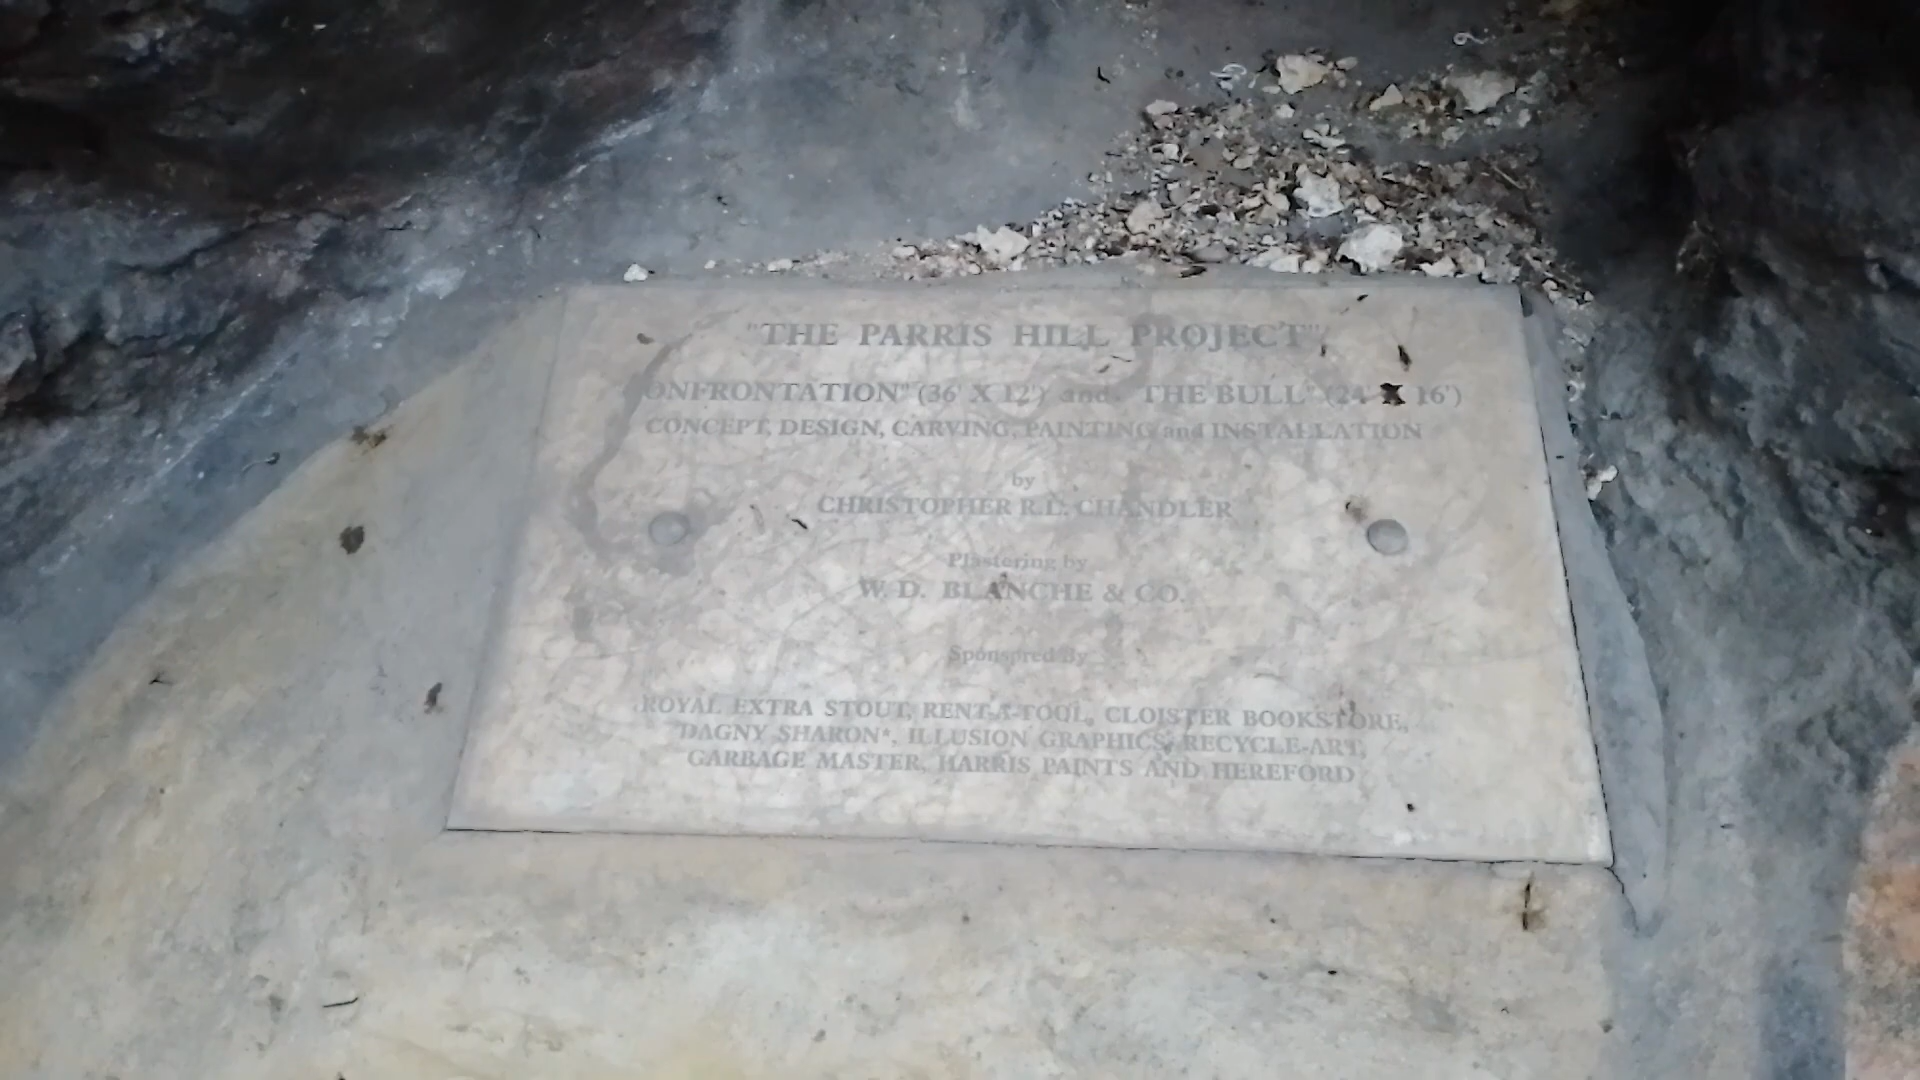 "THE PARRIS HILL PROJECT"
ONFRONTATION" (36' X 12') and THE BULL" (24' X 16')
CONCEPT, DESIGN, CARVING, PAINTING and INSTALLATION
by
CHRISTOPHER R.L. CHANDLER
Plastering by
W. D. BLANCHE & CO.
Sponsored By
ROYAL EXTRA STOUT, RENT-A-TOOL, CLOISTER BOOKSTORE,
DAGNY SHARON*, ILLUSION GRAPHICS, RECYCLE-ART,
GARBAGE MASTER, HARRIS PAINTS AND HEREFORD